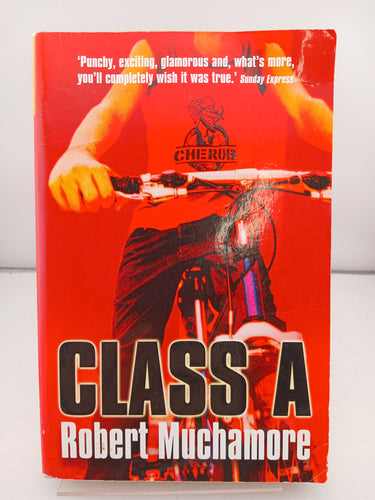 'Punchy, exciting, glamorous and, what's more,
you'll completely wish it was true.' Sunday Express
CHERUB
CLASS A
Robert Muchamore